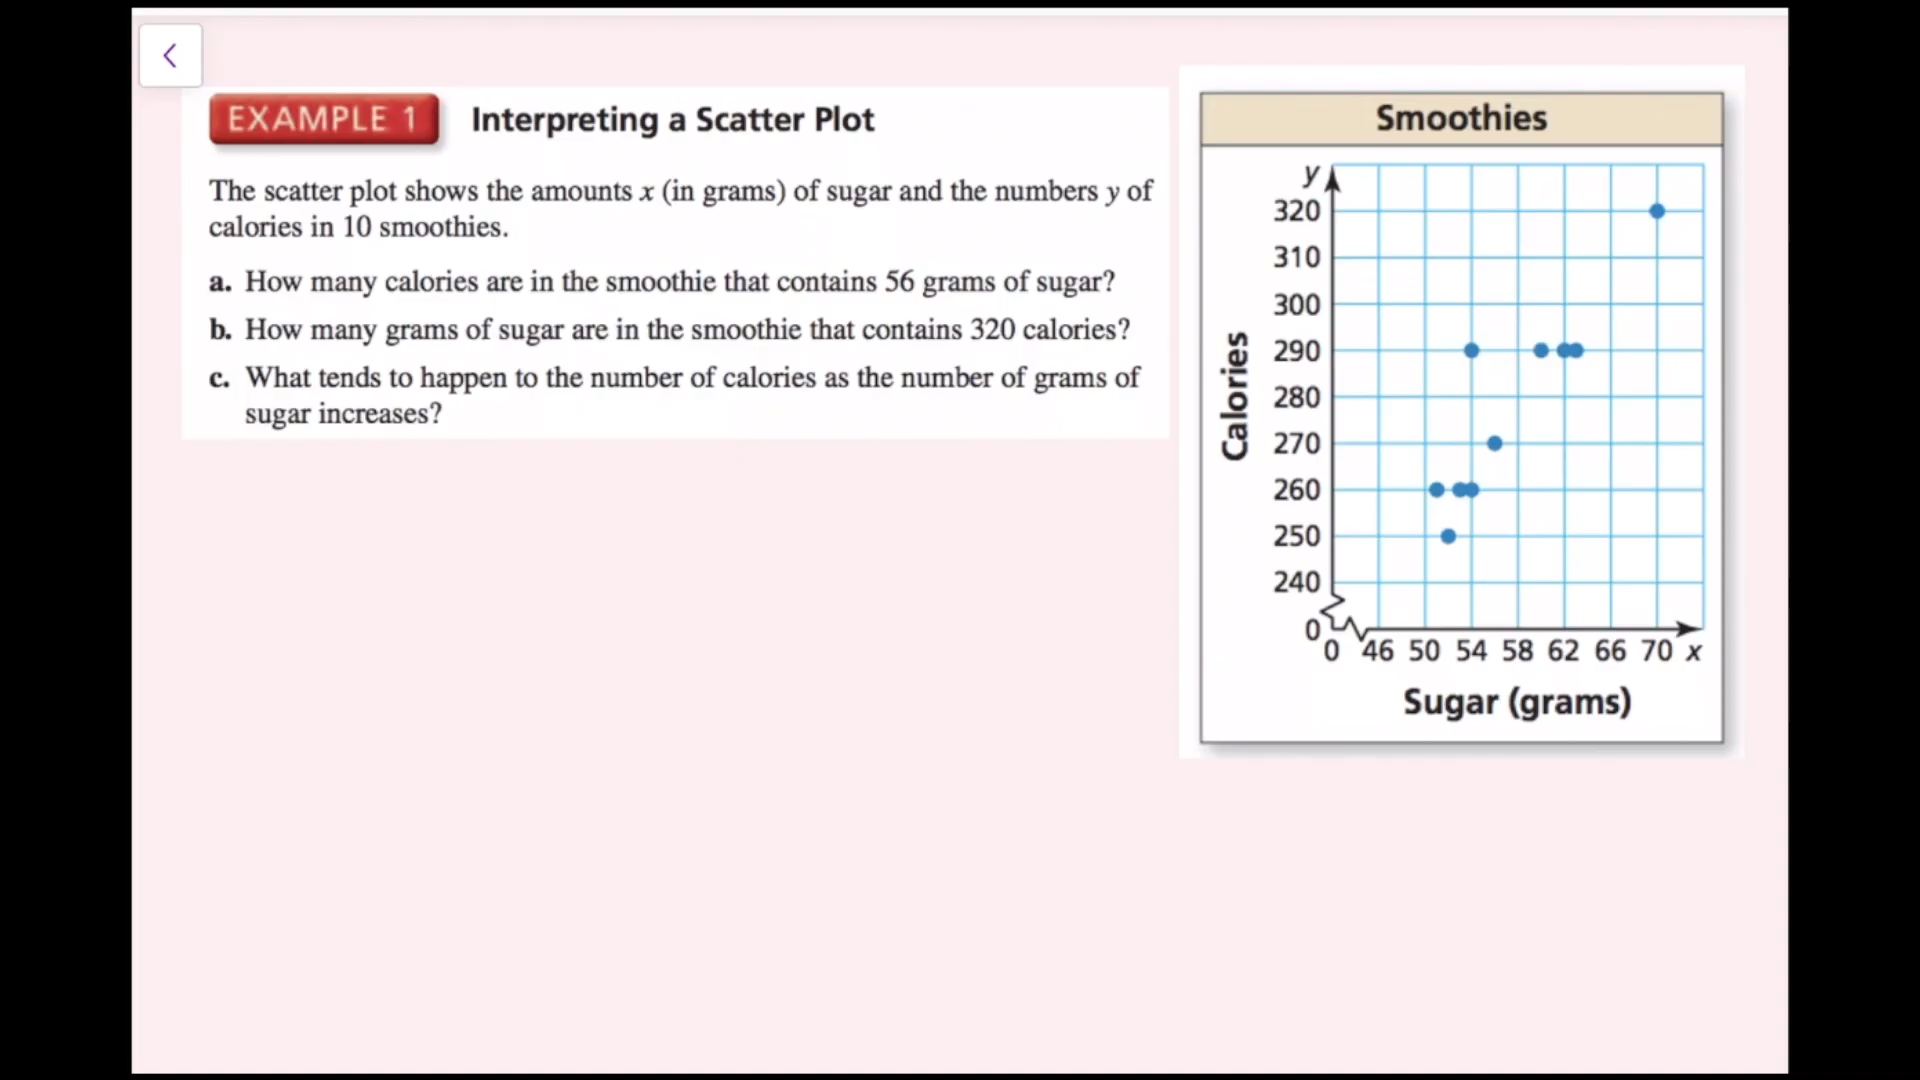 EXAMPLE 1 Interpreting a Scatter Plot
The scatter plot shows the amounts x (in grams) of sugar and the numbers y of
calories in 10 smoothies.
a. How many calories are in the smoothie that contains 56 grams of sugar?
b. How many grams of sugar are in the smoothie that contains 320 calories?
c. What tends to happen to the number of calories as the number of grams of
sugar increases?
Smoothies
y
320
310
300
290
280
270
260
250
240
0
Calories
0 46 50 54 58 62 66 70 x
Sugar (grams)